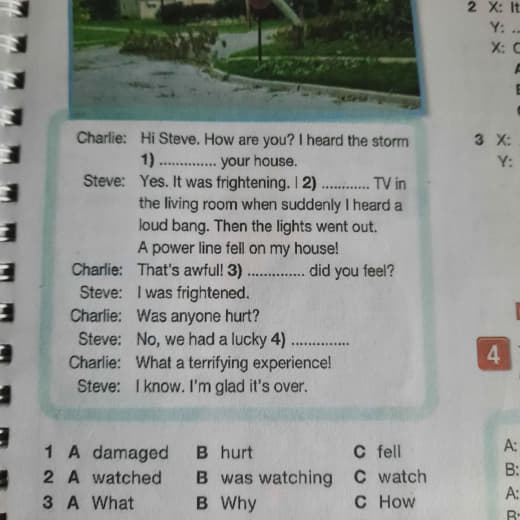 Charlie: Hi Steve. How are you? I heard the storm
1) .............. your house.
Steve: Yes. It was frightening. I 2) ............ TV in
the living room when suddenly I heard a
loud bang. Then the lights went out.
A power line fell on my house!
Charlie: That's awful! 3) .............. did you feel?
Steve: I was frightened.
Charlie: Was anyone hurt?
Steve: No, we had a lucky 4) ..............
Charlie: What a terrifying experience!
Steve: I know. I'm glad it's over.
1 A damaged B hurt C fell
2 A watched B was watching C watch
3 A What B Why C How
2 X: It
Y: ..
X:
3 X:
Y:
4
A:
B:
A:
B: